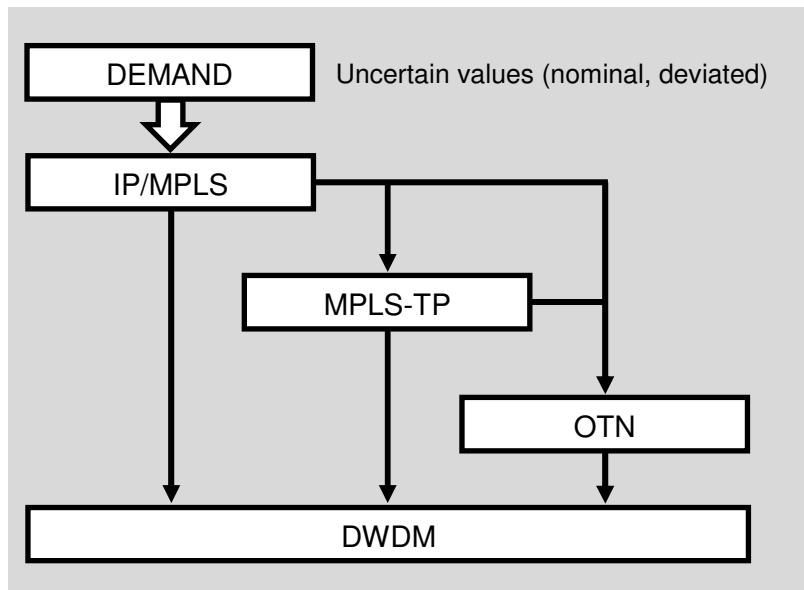 DEMAND
Uncertain values (nominal, deviated)
IP/MPLS
MPLS-TP
OTN
DWDM